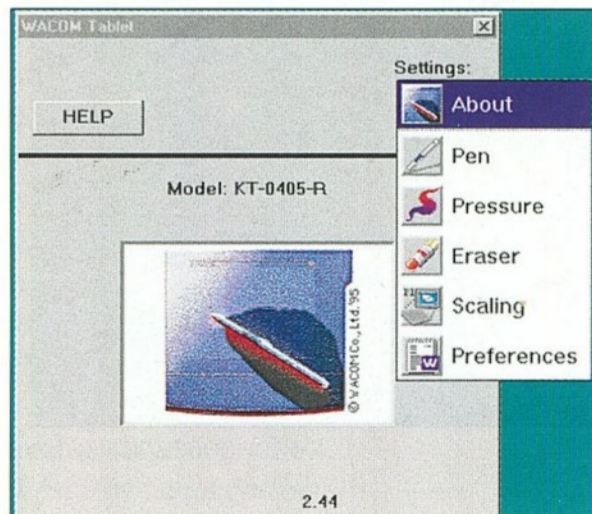 WACOM Tablet
Settings:
HELP
About
Pen
Pressure
Eraser
Scaling
Preferences
Model: KT-0405-R
© WACOM Co., Ltd. 95
2.44